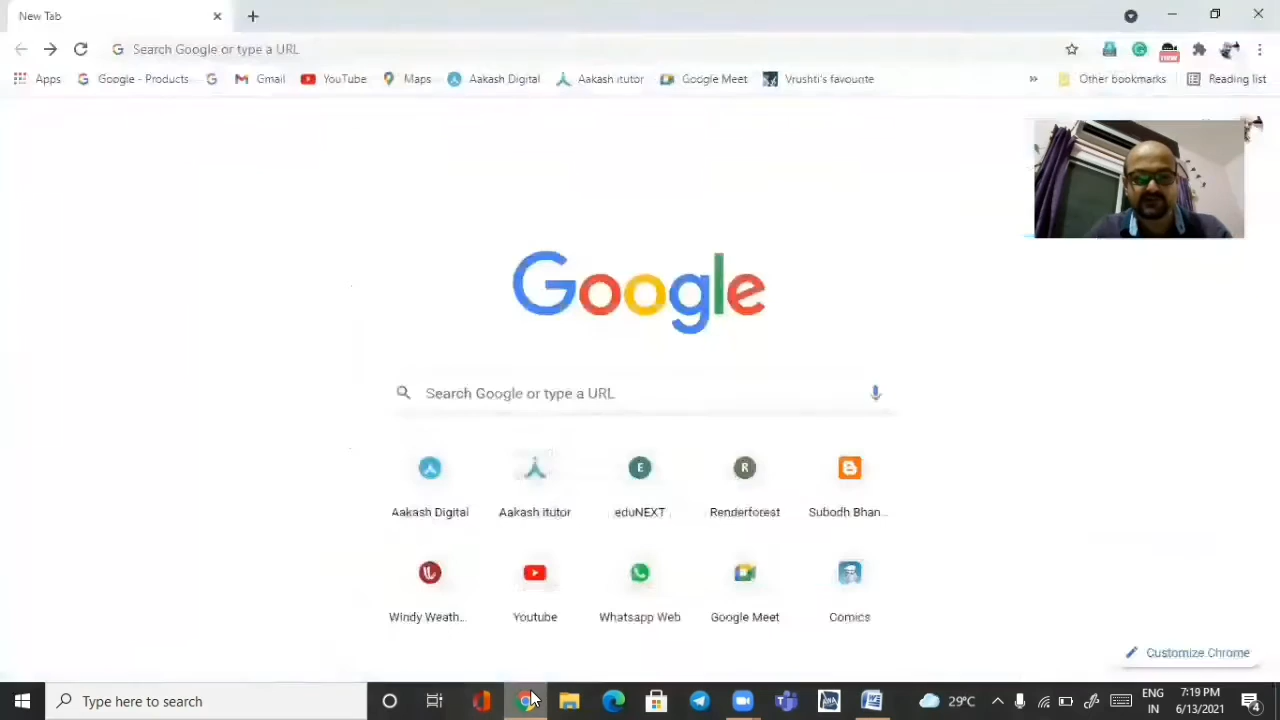 New Tab
Search Google or type a URL
new
Apps Google - Products Gmail YouTube Maps Aakash Digital Aakash itutor Google Meet Vrushti's favourite » Other bookmarks Reading list
Google
Search Google or type a URL
E R
Aakash Digital Aakash itutor eduNEXT Renderforest Subodh Bhan...
Windy Weath... Youtube Whatsapp Web Google Meet Comics
Customize Chrome
Type here to search
29°C
ENG
IN
7:19 PM
6/13/2021
4